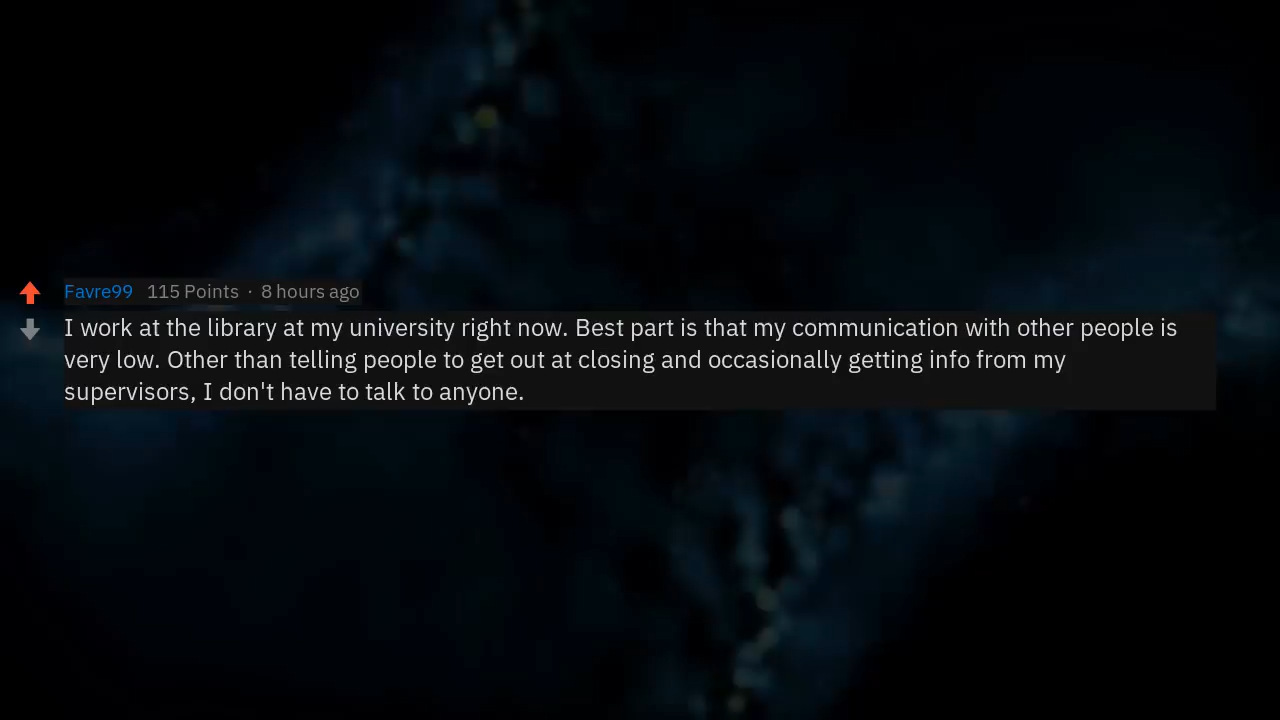 Favre99 115 Points · 8 hours ago
I work at the library at my university right now. Best part is that my communication with other people is
very low. Other than telling people to get out at closing and occasionally getting info from my
supervisors, I don't have to talk to anyone.